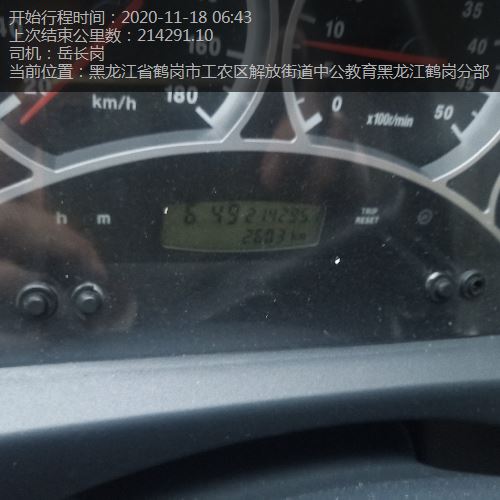 开始行程时间：2020-11-18 06:43
上次结束公里数：214291.10
司机：岳长岗
当前位置：黑龙江省鹤岗市工农区解放街道中公教育黑龙江鹤岗分部
20
160
180
km/h
10
0
x100r/min
40
50
h m
6 49
2603 km
TRIP
RESET